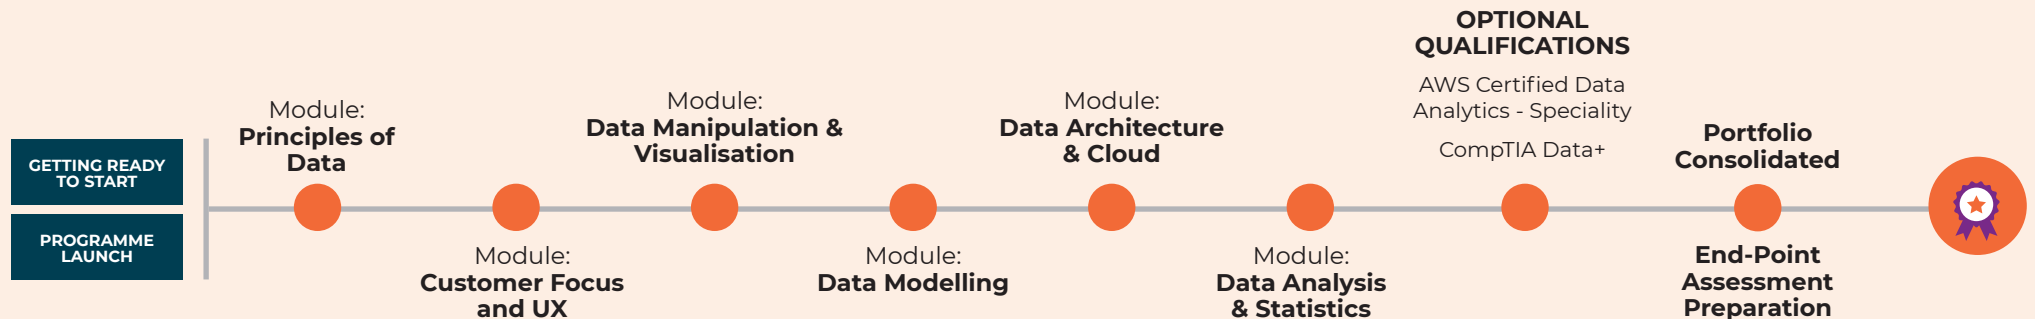 GETTING READY
TO START
PROGRAMME
LAUNCH
Module:
Principles of
Data
Module:
Customer Focus
and UX
Module:
Data Manipulation &
Visualisation
Module:
Data Modelling
Module:
Data Architecture
& Cloud
Module:
Data Analysis
& Statistics
OPTIONAL
QUALIFICATIONS
AWS Certified Data
Analytics - Speciality
CompTIA Data+
Portfolio
Consolidated
End-Point
Assessment
Preparation